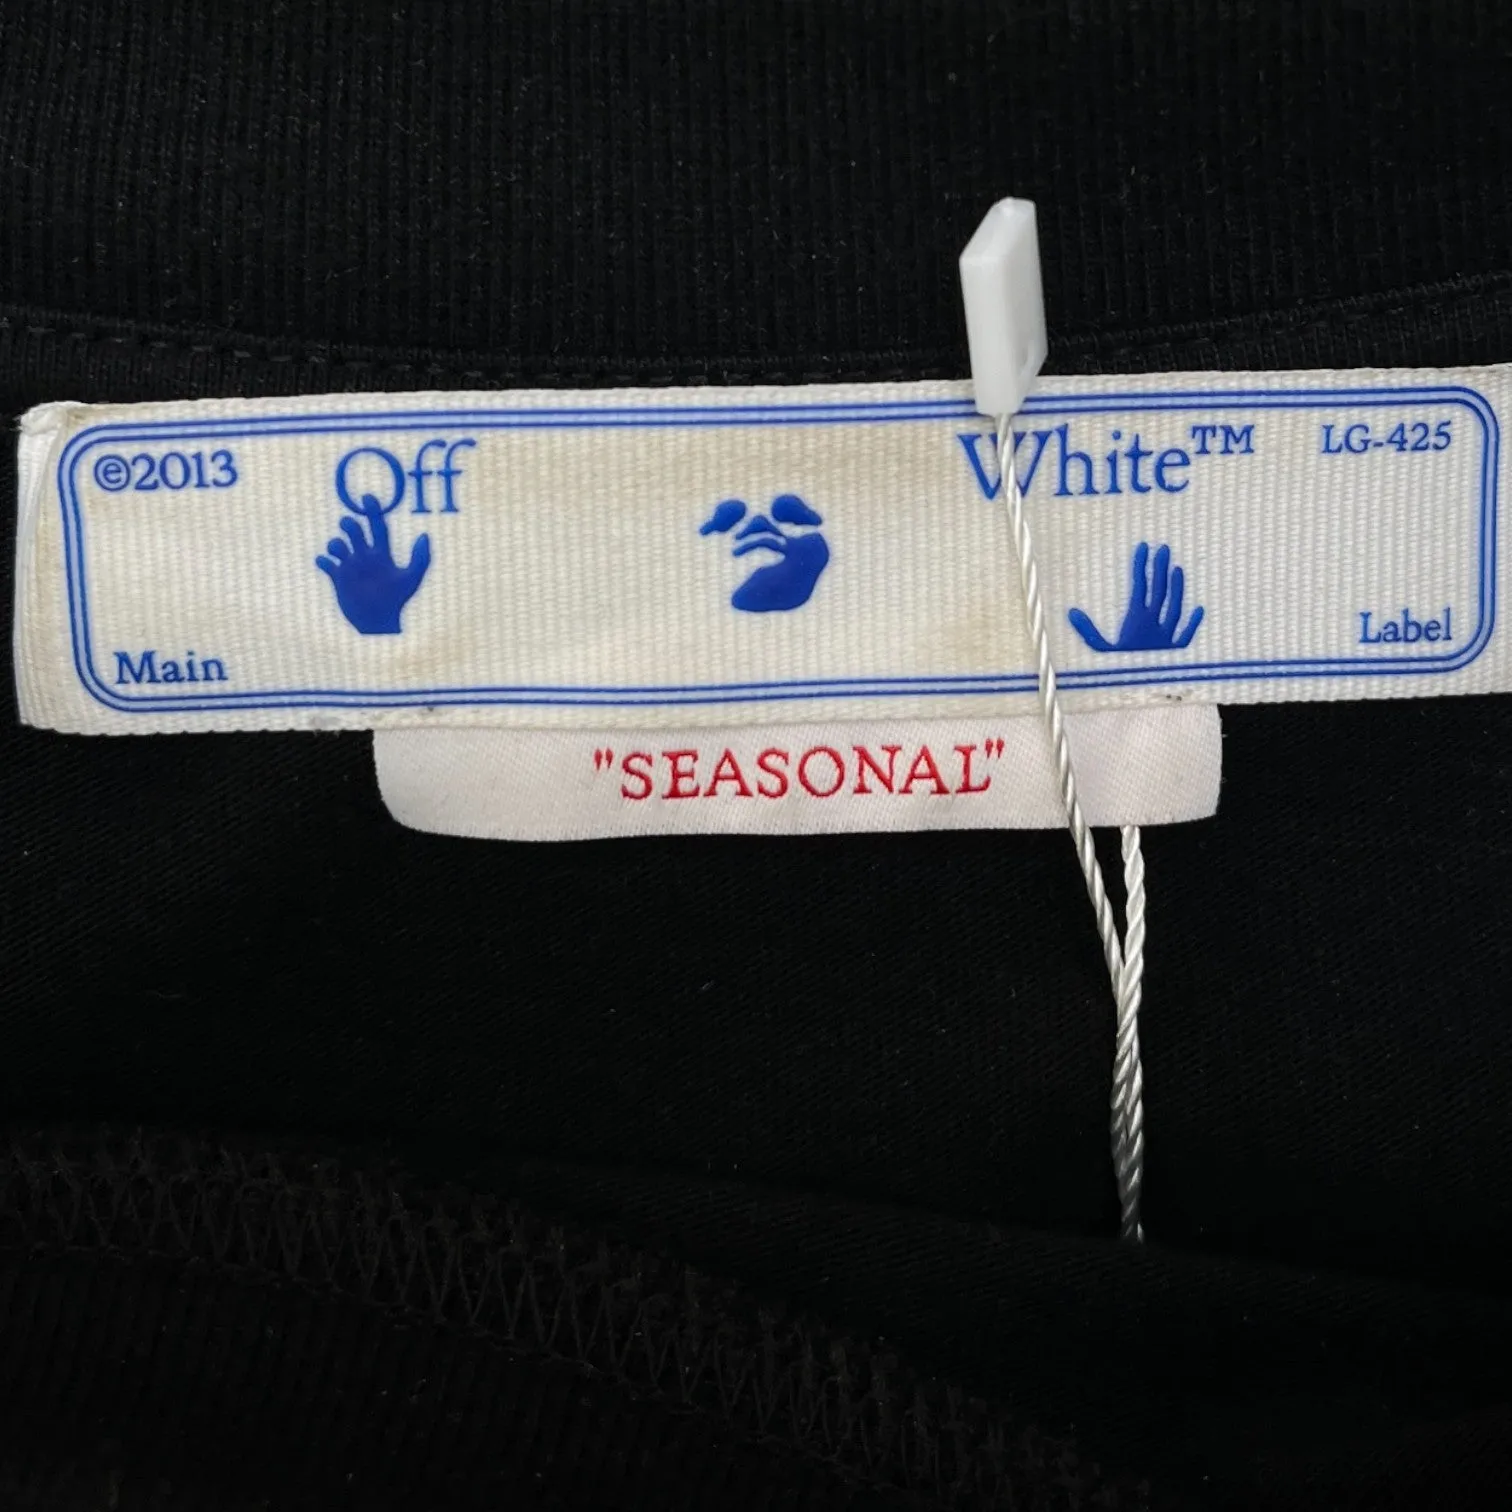 ©2013 Off White™ LG-425
Main Label
"SEASONAL"